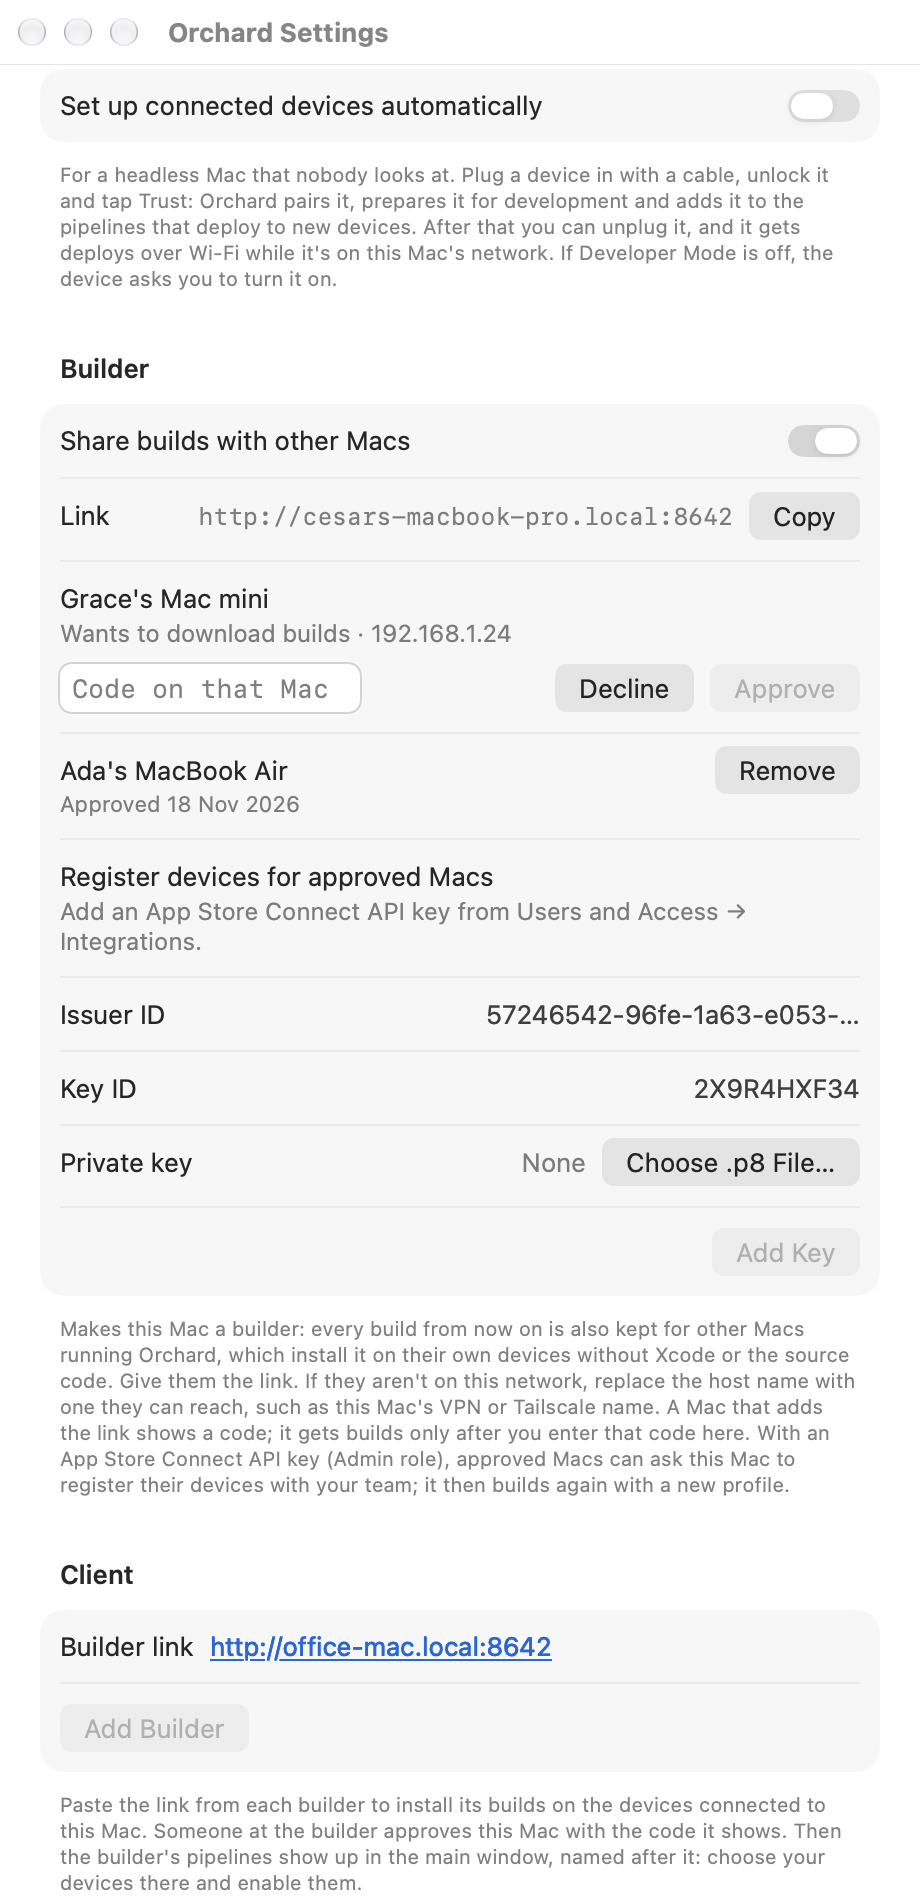 Orchard Settings
Set up connected devices automatically
For a headless Mac that nobody looks at. Plug a device in with a cable, unlock it
and tap Trust: Orchard pairs it, prepares it for development and adds it to the
pipelines that deploy to new devices. After that you can unplug it, and it gets
deploys over Wi-Fi while it's on this Mac's network. If Developer Mode is off, the
device asks you to turn it on.
Builder
Share builds with other Macs
Link http://cesars-macbook-pro.local:8642 Copy
Grace's Mac mini
Wants to download builds · 192.168.1.24
Code on that Mac Decline Approve
Ada's MacBook Air Remove
Approved 18 Nov 2026
Register devices for approved Macs
Add an App Store Connect API key from Users and Access →
Integrations.
Issuer ID 57246542-96fe-1a63-e053-...
Key ID 2X9R4HXF34
Private key None Choose .p8 File...
Add Key
Makes this Mac a builder: every build from now on is also kept for other Macs
running Orchard, which install it on their own devices without Xcode or the source
code. Give them the link. If they aren't on this network, replace the host name with
one they can reach, such as this Mac's VPN or Tailscale name. A Mac that adds
the link shows a code; it gets builds only after you enter that code here. With an
App Store Connect API key (Admin role), approved Macs can ask this Mac to
register their devices with your team; it then builds again with a new profile.
Client
Builder link http://office-mac.local:8642
Add Builder
Paste the link from each builder to install its builds on the devices connected to
this Mac. Someone at the builder approves this Mac with the code it shows. Then
the builder's pipelines show up in the main window, named after it: choose your
devices there and enable them.